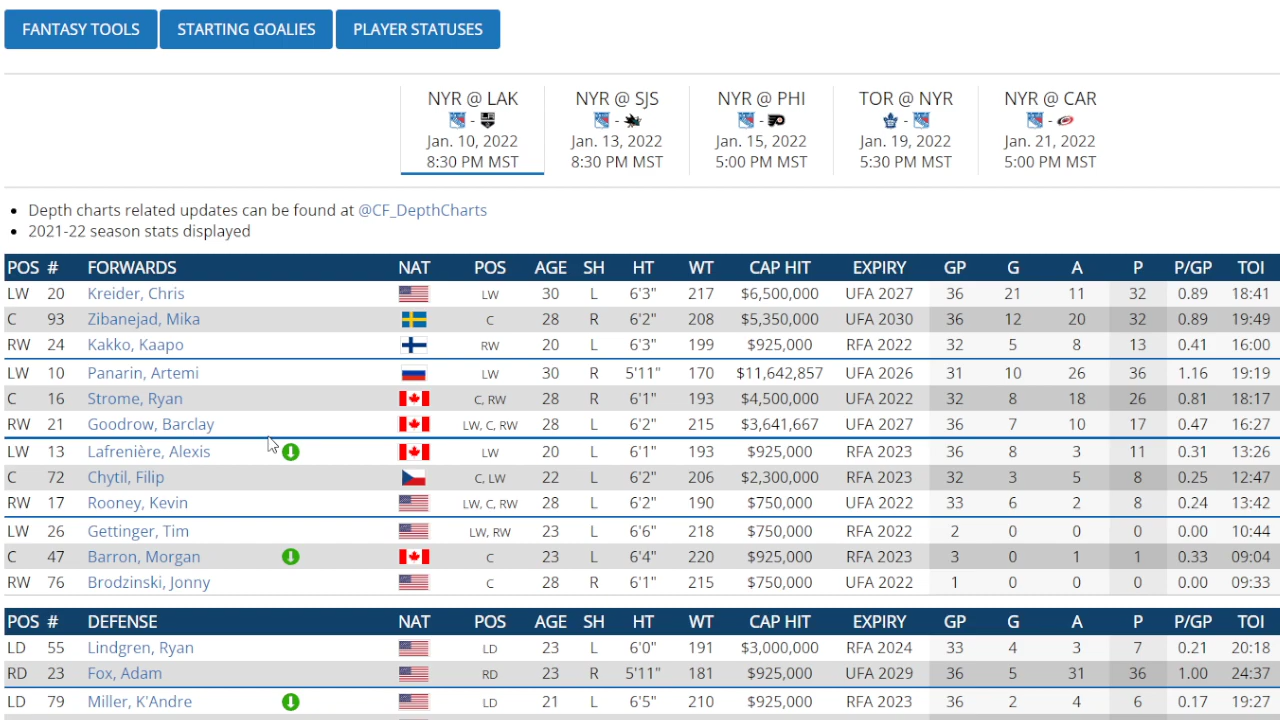 FANTASY TOOLS STARTING GOALIES PLAYER STATUSES
NYR @ LAK NYR @ SJS NYR @ PHI TOR @ NYR NYR @ CAR
- - - - -
Jan. 10, 2022 Jan. 13, 2022 Jan. 15, 2022 Jan. 19, 2022 Jan. 21, 2022
8:30 PM MST 8:30 PM MST 5:00 PM MST 5:30 PM MST 5:00 PM MST
• Depth charts related updates can be found at @CF_DepthCharts
• 2021-22 season stats displayed
POS # FORWARDS NAT POS AGE SH HT WT CAP HIT EXPIRY GP G A P P/GP TOI
LW 20 Kreider, Chris LW 30 L 6'3" 217 $6,500,000 UFA 2027 36 21 11 32 0.89 18:41
C 93 Zibanejad, Mika C 28 R 6'2" 208 $5,350,000 UFA 2030 36 12 20 32 0.89 19:49
RW 24 Kakko, Kaapo RW 20 L 6'3" 199 $925,000 RFA 2022 32 5 8 13 0.41 16:00
LW 10 Panarin, Artemi LW 30 R 5'11" 170 $11,642,857 UFA 2026 31 10 26 36 1.16 19:19
C 16 Strome, Ryan C, RW 28 R 6'1" 193 $4,500,000 UFA 2022 32 8 18 26 0.81 18:17
RW 21 Goodrow, Barclay LW, C, RW 28 L 6'2" 215 $3,641,667 UFA 2027 36 7 10 17 0.47 16:27
LW 13 Lafrenière, Alexis LW 20 L 6'1" 193 $925,000 RFA 2023 36 8 3 11 0.31 13:26
C 72 Chytil, Filip C, LW 22 L 6'2" 206 $2,300,000 RFA 2023 32 3 5 8 0.25 12:47
RW 17 Rooney, Kevin LW, C, RW 28 L 6'2" 190 $750,000 UFA 2022 33 6 2 8 0.24 13:42
LW 26 Gettinger, Tim LW, RW 23 L 6'6" 218 $750,000 RFA 2022 2 0 0 0 0.00 10:44
C 47 Barron, Morgan C 23 L 6'4" 220 $925,000 RFA 2023 3 0 1 1 0.33 09:04
RW 76 Brodzinski, Jonny C 28 R 6'1" 215 $750,000 UFA 2022 1 0 0 0 0.00 09:33
POS # DEFENSE NAT POS AGE SH HT WT CAP HIT EXPIRY GP G A P P/GP TOI
LD 55 Lindgren, Ryan LD 23 L 6'0" 191 $3,000,000 RFA 2024 33 4 3 7 0.21 20:18
RD 23 Fox, Adam RD 23 R 5'11" 181 $925,000 UFA 2029 36 5 31 36 1.00 24:37
LD 79 Miller, K'Andre LD 21 L 6'5" 210 $925,000 RFA 2023 36 2 4 6 0.17 19:27